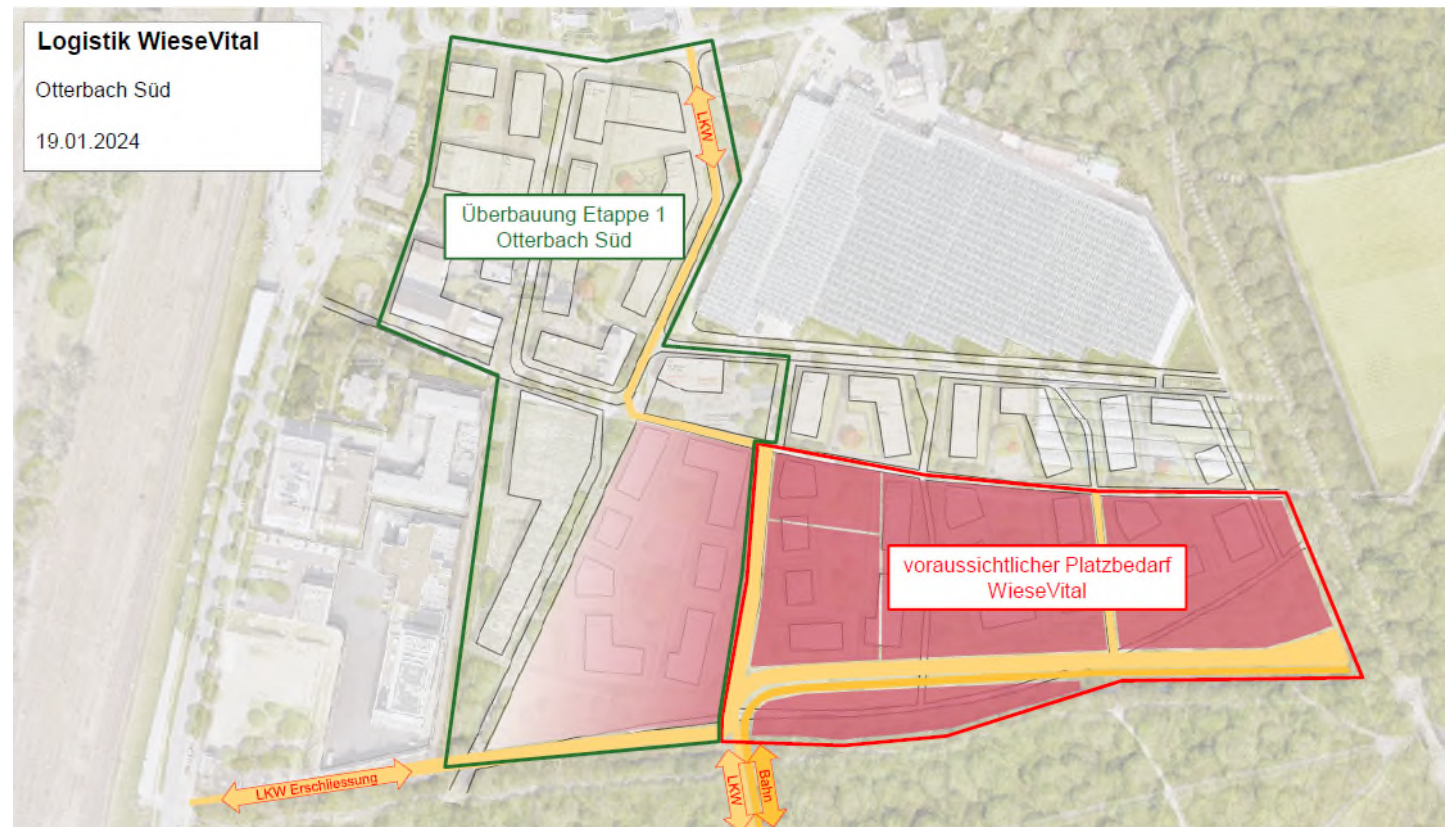 Logistik WieseVital
Otterbach Süd
19.01.2024
LKW
Überbauung Etappe 1
Otterbach Süd
voraussichtlicher Platzbedarf
WieseVital
LKW Erschliessung
LKW
Bahn